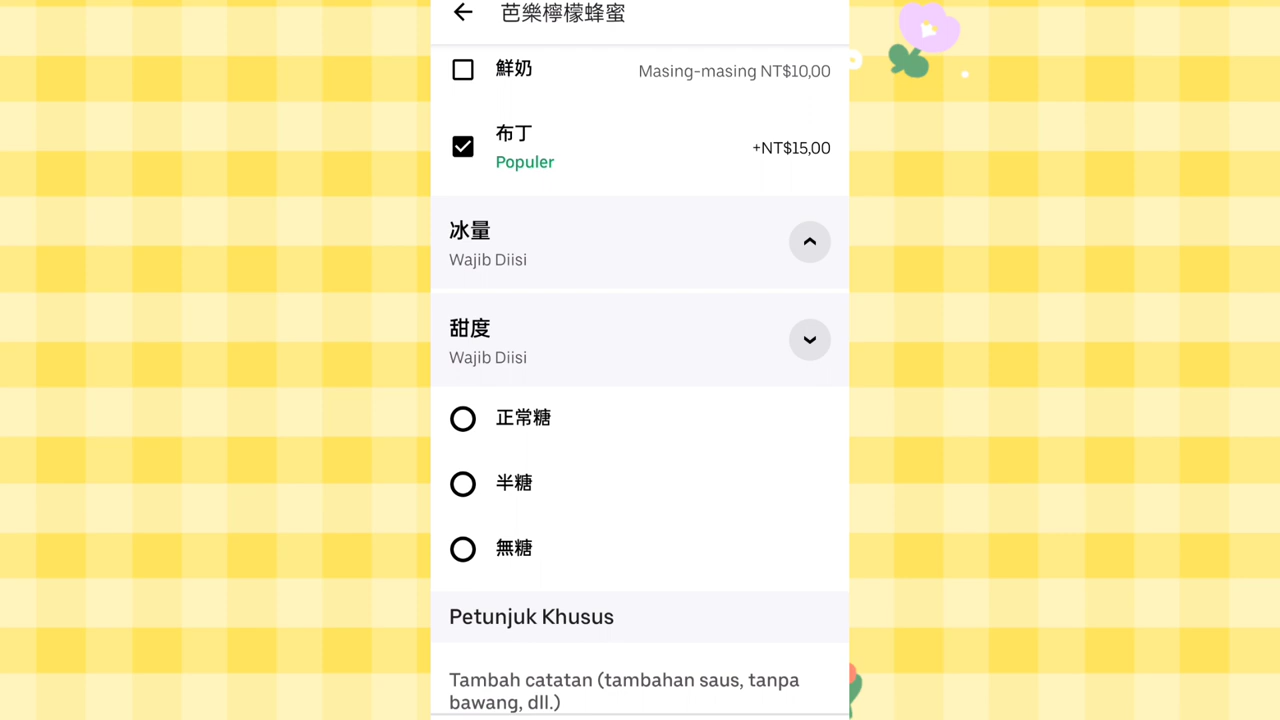 芭樂檸檬蜂蜜
鮮奶
Masing-masing NT$10,00
布丁
+NT$15,00
Populer
冰量
Wajib Diisi
甜度
Wajib Diisi
正常糖
半糖
無糖
Petunjuk Khusus
Tambah catatan (tambahan saus, tanpa
bawang, dll.)